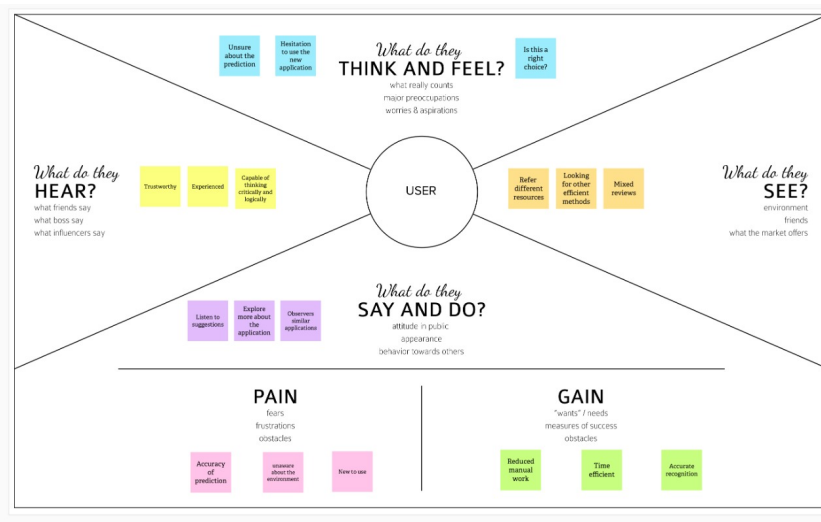 Unsure
about the
prediction
Hesitation
to use the
new
application
What do they
THINK AND FEEL?
what really counts
major preoccupations
worries & aspirations
Is this a
right
choice?
What do they
HEAR?
what friends say
what boss say
what influencers say
Trustworthy
Experienced
Capable of
thinking
critically and
logically
USER
Refer
different
resources
Looking
for other
efficient
methods
Mixed
reviews
What do they
SEE?
environment
friends
what the market offers
Listen to
suggestions
Explore
more about
the
application
Observers
similar
applications
What do they
SAY AND DO?
attitude in public
appearance
behavior towards others
PAIN
fears
frustrations
obstacles
Accuracy
of
prediction
unaware
about the
environment
New to use
GAIN
"wants" / needs
measures of success
obstacles
Reduced
manual
work
Time
efficient
Accurate
recognition